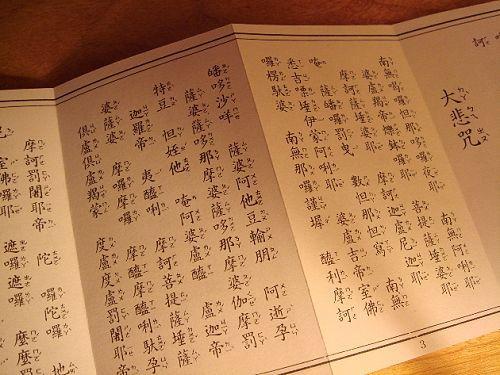 大悲咒
南無喝囉怛那哆囉夜耶 南無阿唎耶
婆盧羯帝爍鉢囉耶 菩提薩埵婆耶
摩訶薩埵婆耶 摩訶迦盧尼迦耶
唵 薩皤囉罰曳 數怛那怛寫 南無
悉吉慄埵伊蒙阿唎耶 婆盧吉帝室佛
囉楞馱婆 南無那囉謹墀 醯利摩訶
3
皤哆沙咩 薩婆阿他豆輸朋 阿逝孕
薩婆薩哆那摩婆薩哆那摩婆伽 摩罰
特豆 怛姪他 唵阿婆盧醯 盧迦帝
迦羅帝 夷醯唎 摩訶菩提薩埵 薩
婆薩婆 摩囉摩囉 摩醯摩醯唎馱孕
俱盧俱盧羯蒙 度盧度盧罰闍耶帝
摩訶罰闍耶帝 陀囉陀囉 地
室佛囉耶 遮囉遮囉 麼麼